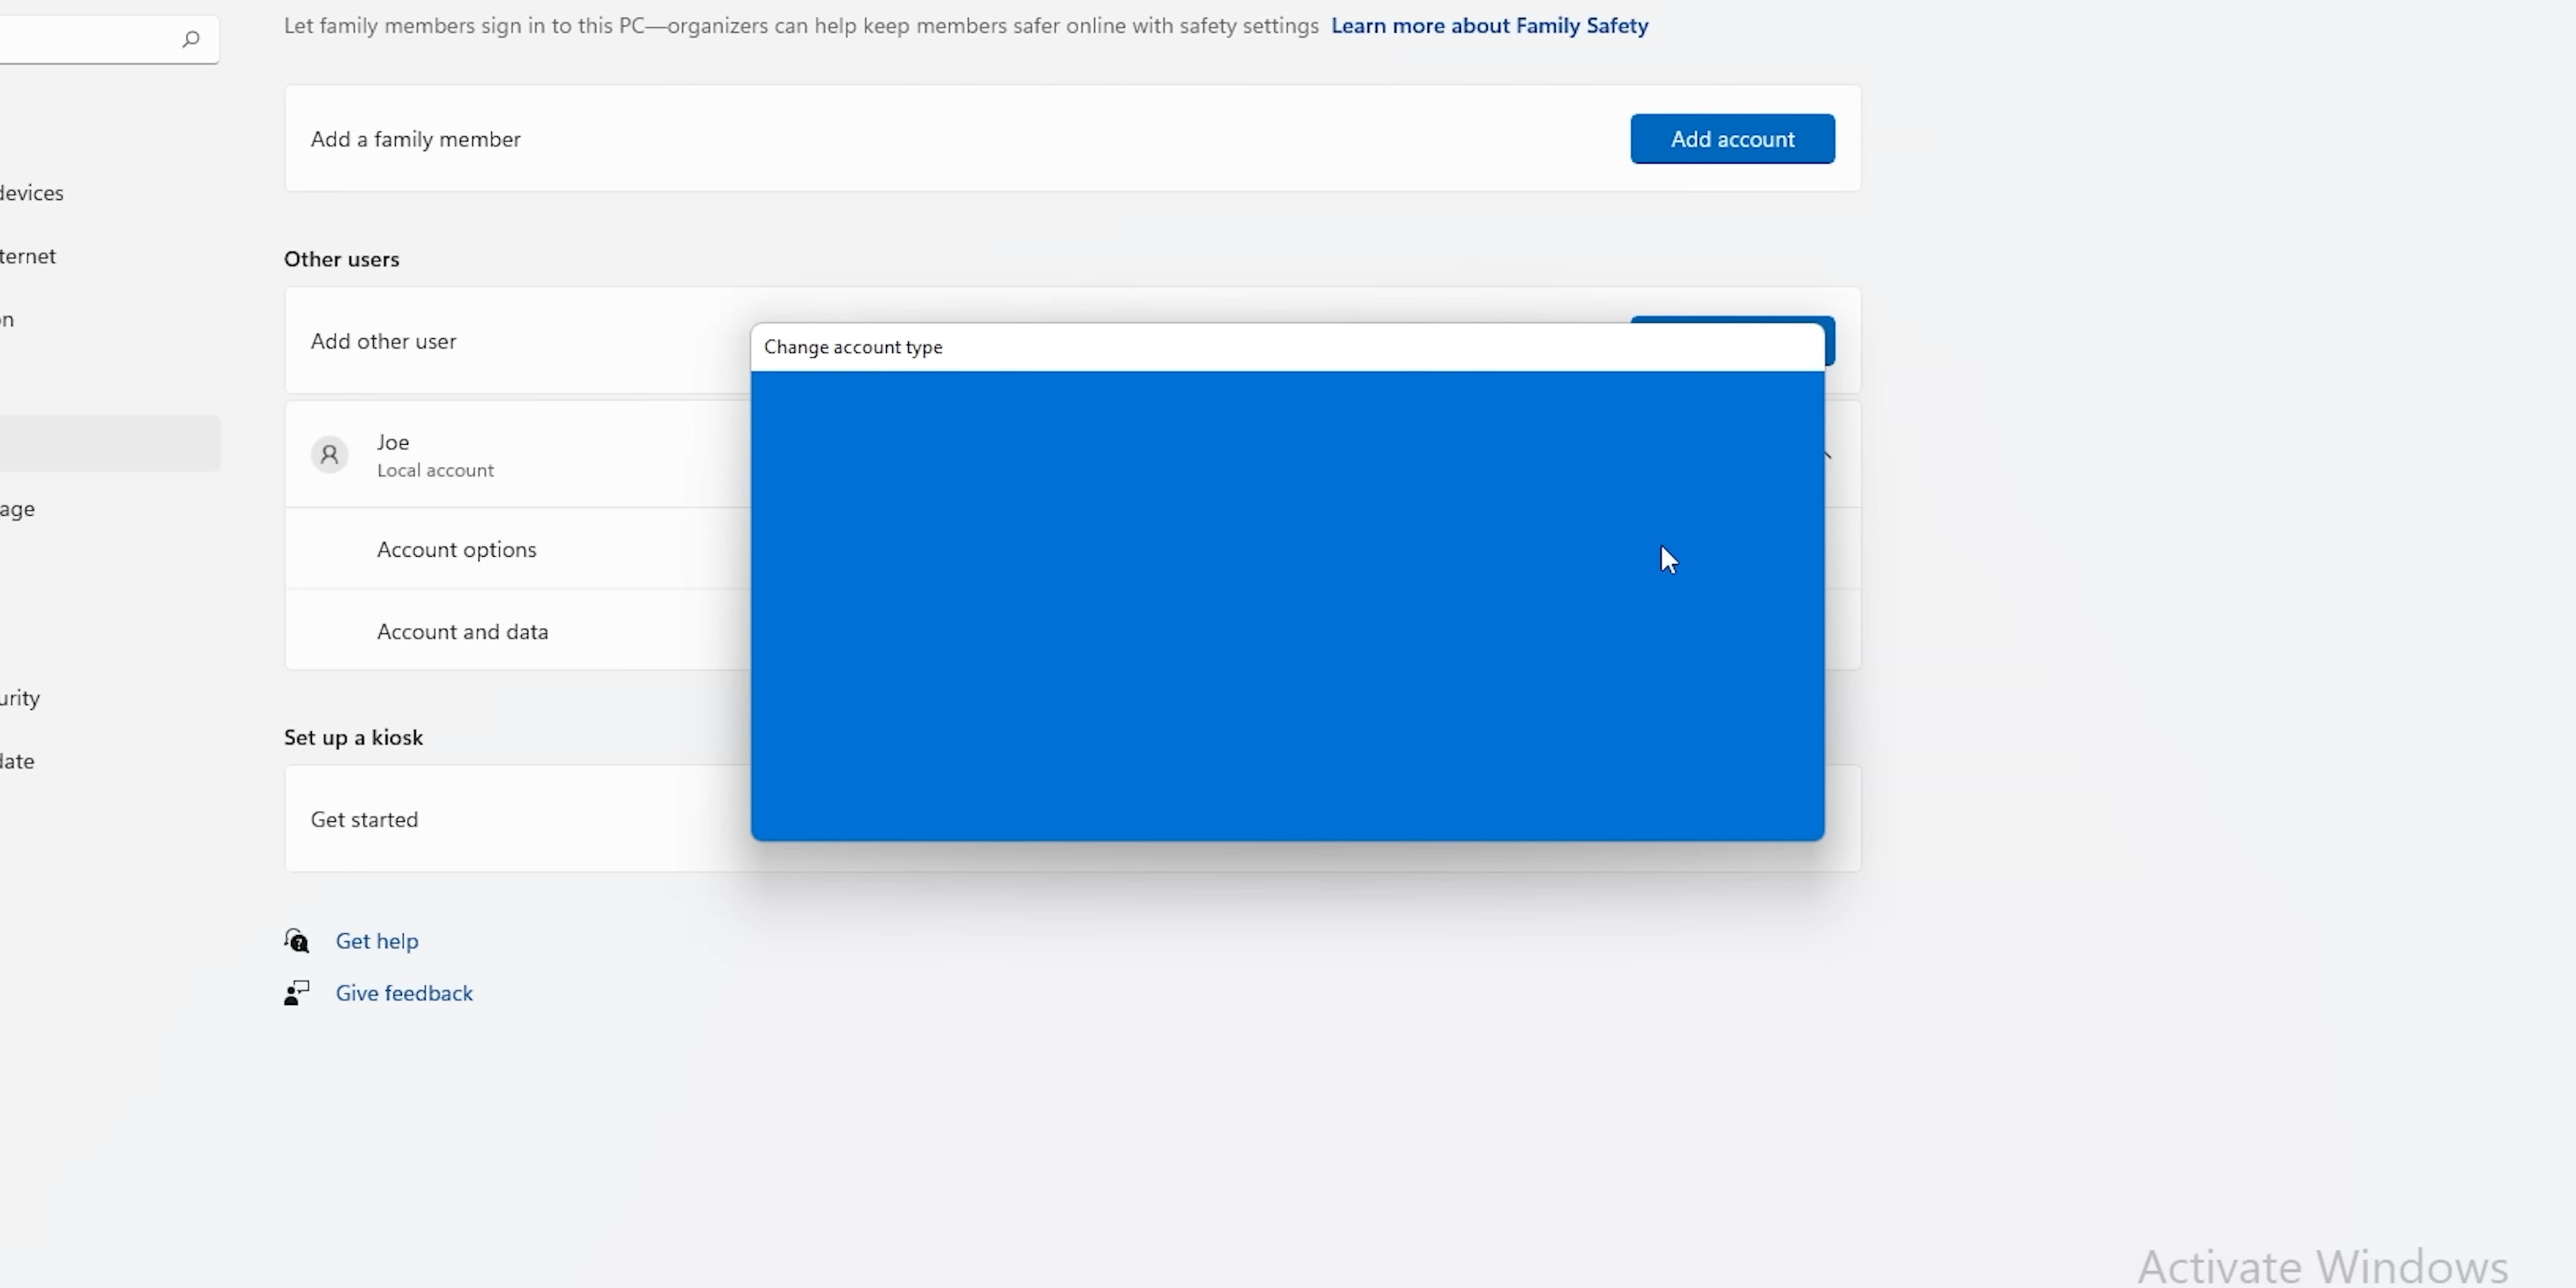 Let family members sign in to this PC—organizers can help keep members safer online with safety settings Learn more about Family Safety
Add a family member
Add account
devices
ternet
Other users
on
Add other user
Change account type
Joe
Local account
age
Account options
Account and data
urity
Set up a kiosk
date
Get started
Get help
Give feedback
Activate Windows